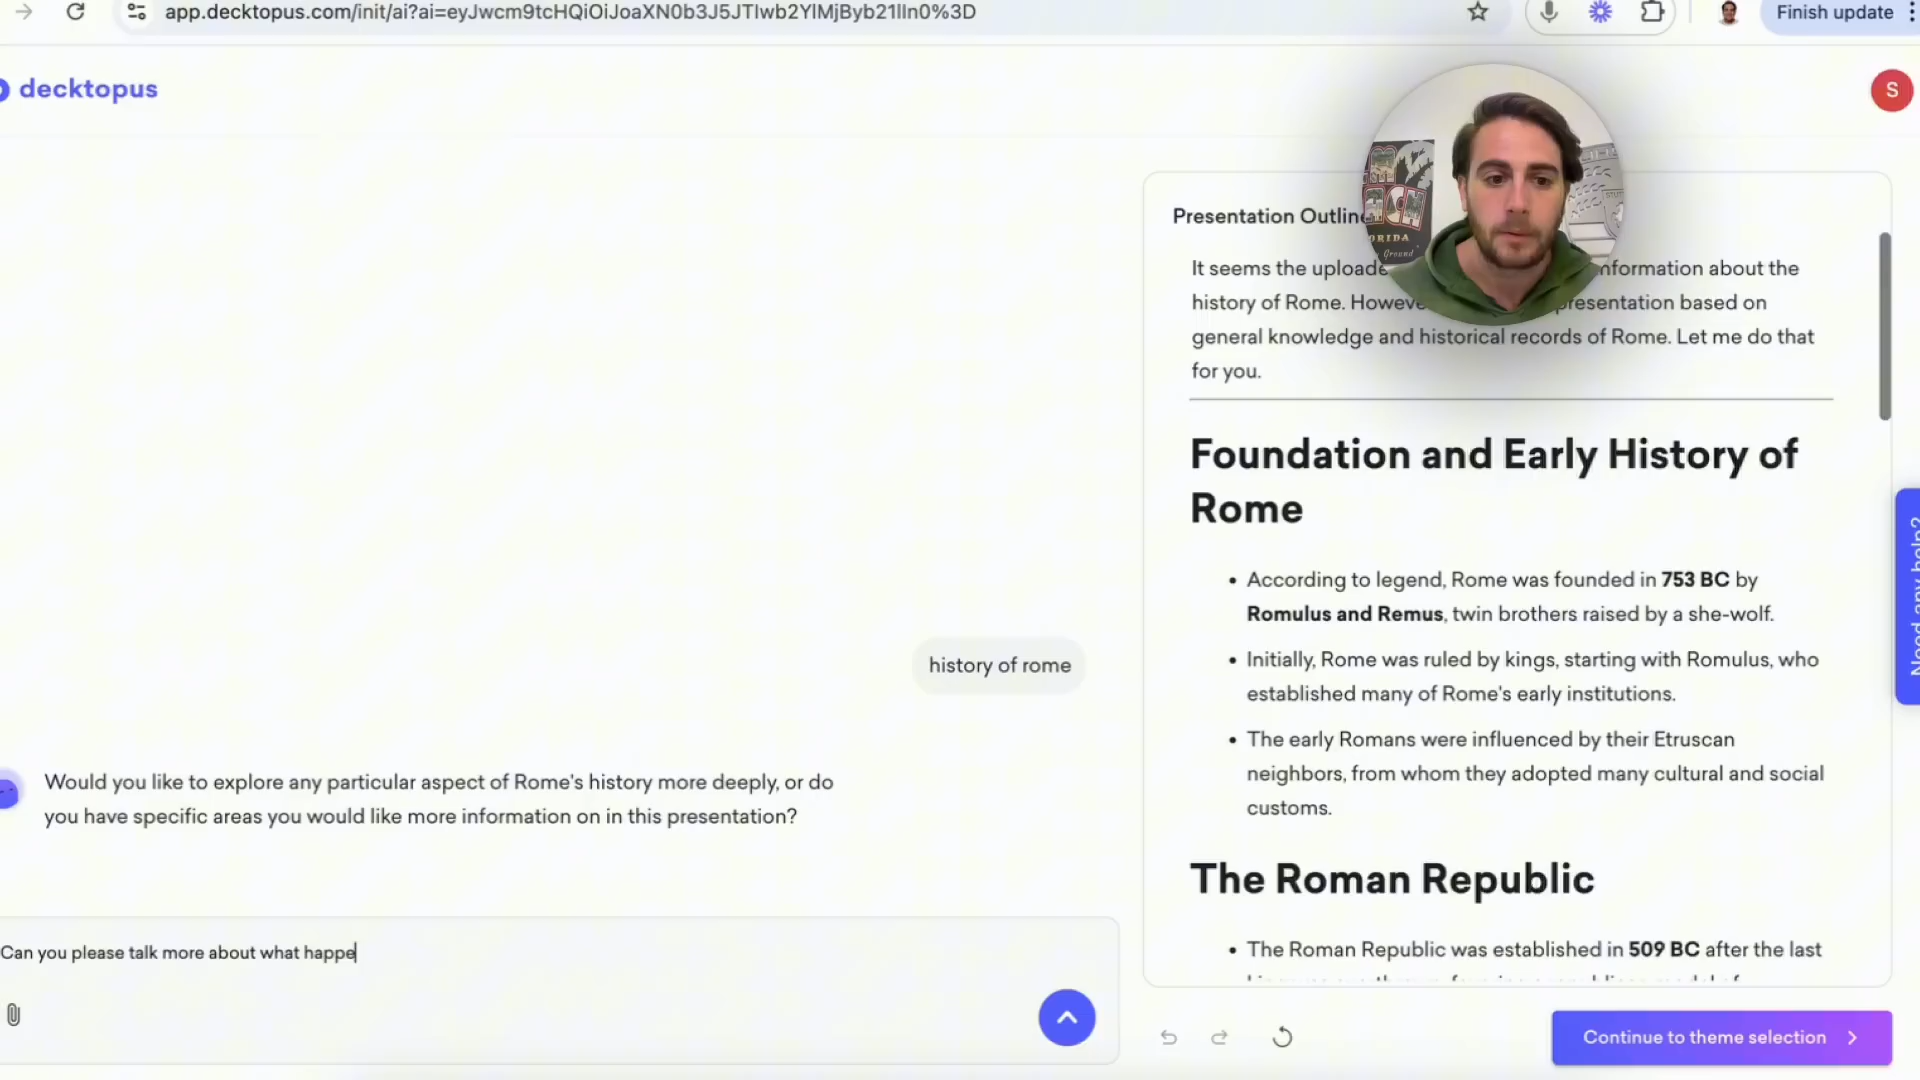 app.decktopus.com/init/ai?ai=eyJwcm9tcHQiOiJoaXN0b3J5JTIwb2YlMjByb21lIn0%3D
Finish update
decktopus
S
Presentation Outline
It seems the uploade nformation about the
history of Rome. Howeve presentation based on
general knowledge and historical records of Rome. Let me do that
for you.
Foundation and Early History of
Rome
• According to legend, Rome was founded in 753 BC by
Romulus and Remus, twin brothers raised by a she-wolf.
• Initially, Rome was ruled by kings, starting with Romulus, who
established many of Rome's early institutions.
• The early Romans were influenced by their Etruscan
neighbors, from whom they adopted many cultural and social
customs.
The Roman Republic
• The Roman Republic was established in 509 BC after the last
history of rome
Would you like to explore any particular aspect of Rome's history more deeply, or do
you have specific areas you would like more information on in this presentation?
Can you please talk more about what happe
Continue to theme selection
Need any help?
ORIDA
Ground